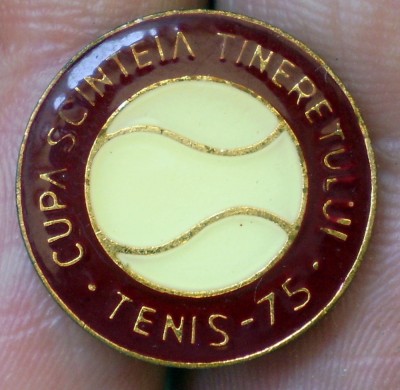 CUPA SCINTEIA TINERETULUI
· TENIS-75 ·